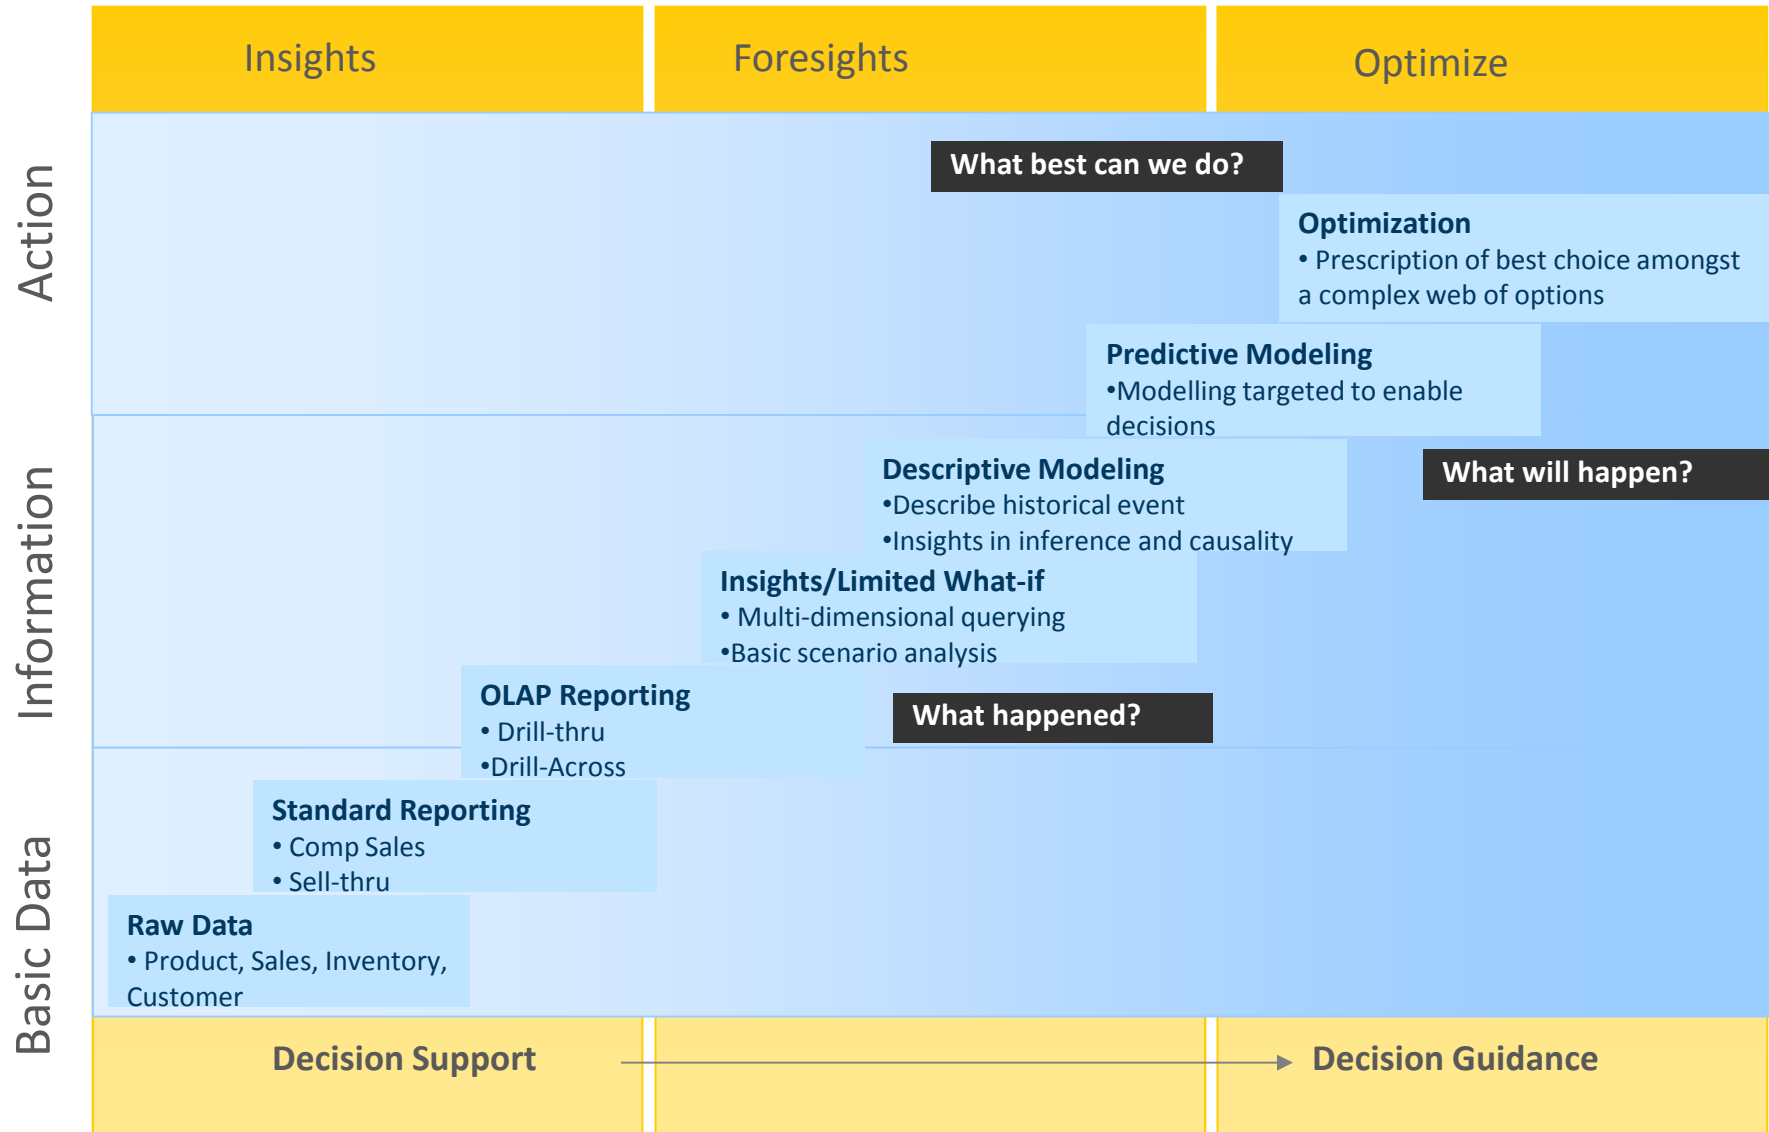 Insights
Foresights
Optimize
Action
What best can we do?
Optimization
• Prescription of best choice amongst
a complex web of options
Predictive Modeling
•Modelling targeted to enable
decisions
Information
Descriptive Modeling
•Describe historical event
•Insights in inference and causality
What will happen?
Insights/Limited What-if
• Multi-dimensional querying
•Basic scenario analysis
OLAP Reporting
• Drill-thru
•Drill-Across
What happened?
Basic Data
Standard Reporting
• Comp Sales
• Sell-thru
Raw Data
• Product, Sales, Inventory,
Customer
Decision Support
Decision Guidance